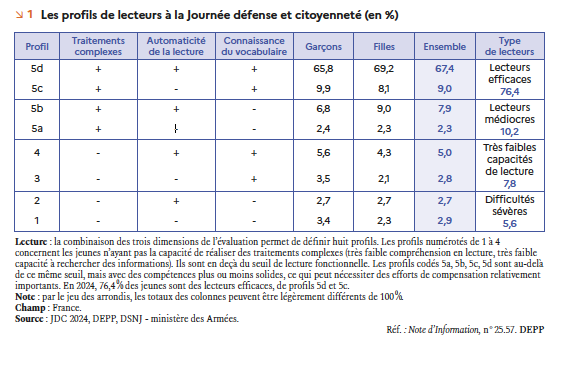 ↘ 1 Les profils de lecteurs à la Journée défense et citoyenneté (en %)
Profil Traitements complexes Automaticité de la lecture Connaissance du vocabulaire Garçons Filles Ensemble Type de lecteurs
5d + + + 65,8 69,2 67,4 Lecteurs efficaces 76,4
5c + - + 9,9 8,1 9,0
5b + + - 6,8 9,0 7,9 Lecteurs médiocres 10,2
5a + - - 2,4 2,3 2,3
4 - + + 5,6 4,3 5,0 Très faibles capacités de lecture 7,8
3 - - + 3,5 2,1 2,8
2 - + - 2,7 2,7 2,7 Difficultés sévères 5,6
1 - - - 3,4 2,3 2,9
Lecture : la combinaison des trois dimensions de l'évaluation permet de définir huit profils. Les profils numérotés de 1 à 4
concernent les jeunes n'ayant pas la capacité de réaliser des traitements complexes (très faible compréhension en lecture, très faible
capacité à rechercher des informations). Ils sont en deçà du seuil de lecture fonctionnelle. Les profils codés 5a, 5b, 5c, 5d sont au-delà
de ce même seuil, mais avec des compétences plus ou moins solides, ce qui peut nécessiter des efforts de compensation relativement
importants. En 2024, 76,4 % des jeunes sont des lecteurs efficaces, de profils 5d et 5c.
Note : par le jeu des arrondis, les totaux des colonnes peuvent être légèrement différents de 100 %.
Champ : France.
Source : JDC 2024, DEPP, DSNJ - ministère des Armées.
Réf. : Note d'Information, n° 25.57. DEPP